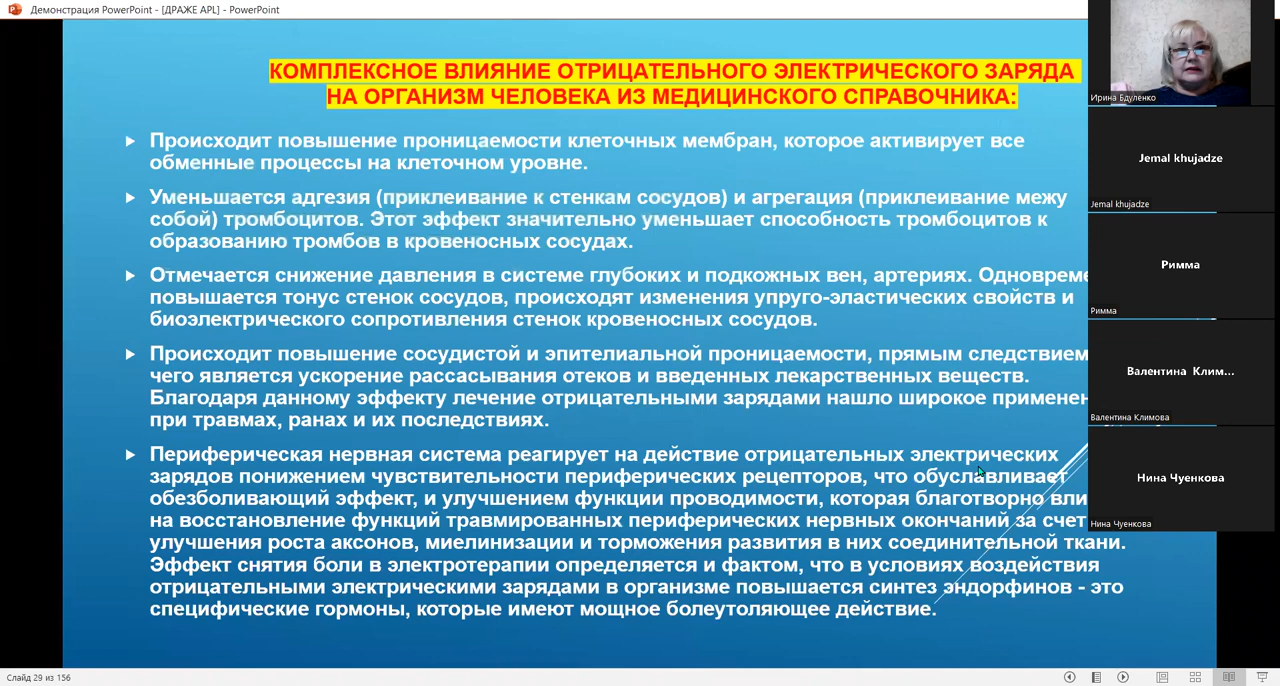 Демонстрация PowerPoint - [ДРАЖЕ APL] - PowerPoint
КОМПЛЕКСНОЕ ВЛИЯНИЕ ОТРИЦАТЕЛЬНОГО ЭЛЕКТРИЧЕСКОГО ЗАРЯДА
НА ОРГАНИЗМ ЧЕЛОВЕКА ИЗ МЕДИЦИНСКОГО СПРАВОЧНИКА:
Происходит повышение проницаемости клеточных мембран, которое активирует все
обменные процессы на клеточном уровне.
Уменьшается адгезия (приклеивание к стенкам сосудов) и агрегация (приклеивание межу
собой) тромбоцитов. Этот эффект значительно уменьшает способность тромбоцитов к
образованию тромбов в кровеносных сосудах.
Отмечается снижение давления в системе глубоких и подкожных вен, артериях. Одновреме
повышается тонус стенок сосудов, происходят изменения упруго-эластических свойств и
биоэлектрического сопротивления стенок кровеносных сосудов.
Происходит повышение сосудистой и эпителиальной проницаемости, прямым следствием
чего является ускорение рассасывания отеков и введенных лекарственных веществ.
Благодаря данному эффекту лечение отрицательными зарядами нашло широкое применен
при травмах, ранах и их последствиях.
Периферическая нервная система реагирует на действие отрицательных электрических
зарядов понижением чувствительности периферических рецепторов, что обуславливает
обезболивающий эффект, и улучшением функции проводимости, которая благотворно вли
на восстановление функций травмированных периферических нервных окончаний за счет
улучшения роста аксонов, миелинизации и торможения развития в них соединительной ткани.
Эффект снятия боли в электротерапии определяется и фактом, что в условиях воздействия
отрицательными электрическими зарядами в организме повышается синтез эндорфинов - это
специфические гормоны, которые имеют мощное болеутоляющее действие.
Ирина Бдуленко
Jemal khujadze
Jemal khujadze
Римма
Римма
Валентина Клим...
Валентина Климова
Нина Чуенкова
Нина Чуенкова
Слайд 29 из 156